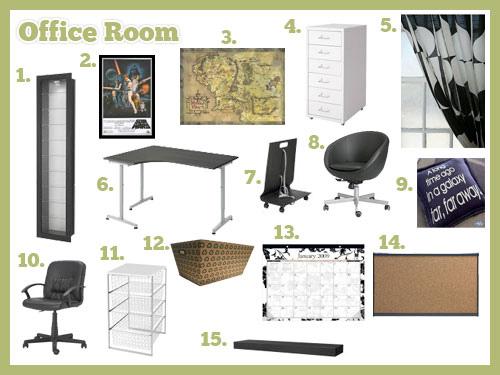 Office Room
1.
2.
3.
4.
5.
6.
7.
8.
9.
A long
time ago
in a galaxy
far, far away
10.
11.
12.
13.
January 2009
14.
15.